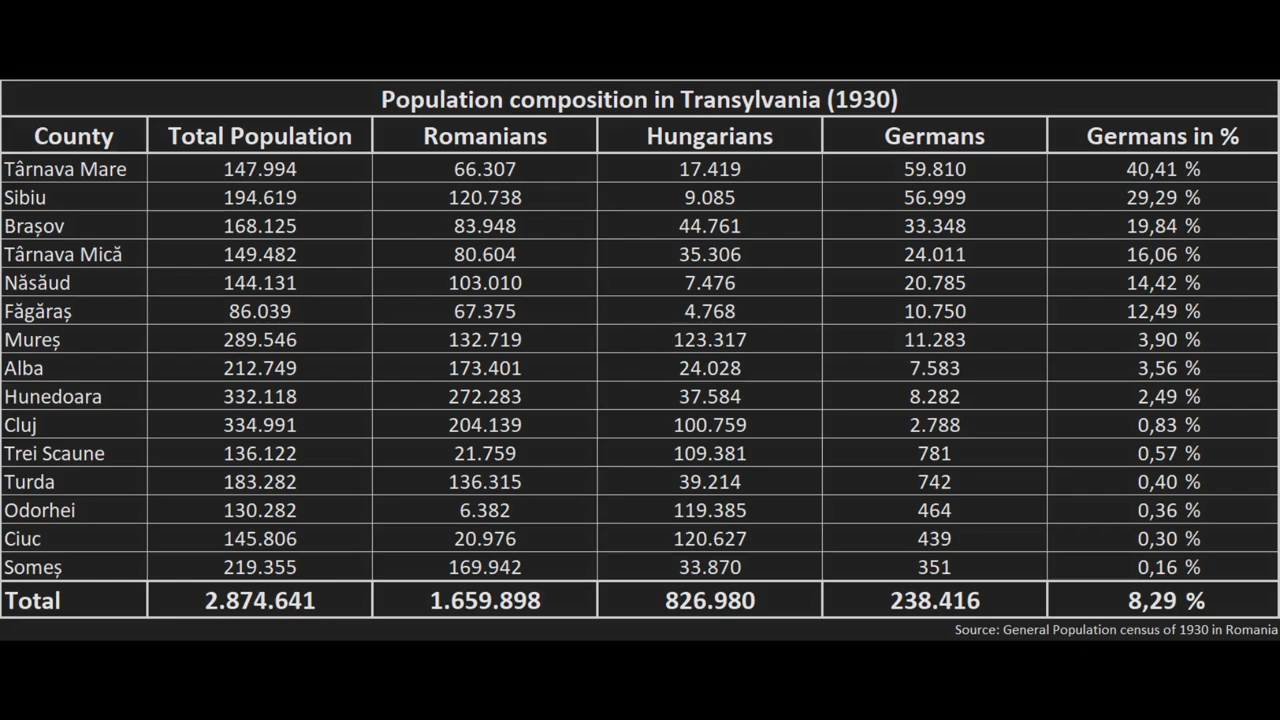 Population composition in Transylvania (1930)
County Total Population Romanians Hungarians Germans Germans in %
Târnava Mare 147.994 66.307 17.419 59.810 40,41 %
Sibiu 194.619 120.738 9.085 56.999 29,29 %
Brașov 168.125 83.948 44.761 33.348 19,84 %
Târnava Mică 149.482 80.604 35.306 24.011 16,06 %
Năsăud 144.131 103.010 7.476 20.785 14,42 %
Făgăraș 86.039 67.375 4.768 10.750 12,49 %
Mureș 289.546 132.719 123.317 11.283 3,90 %
Alba 212.749 173.401 24.028 7.583 3,56 %
Hunedoara 332.118 272.283 37.584 8.282 2,49 %
Cluj 334.991 204.139 100.759 2.788 0,83 %
Trei Scaune 136.122 21.759 109.381 781 0,57 %
Turda 183.282 136.315 39.214 742 0,40 %
Odorhei 130.282 6.382 119.385 464 0,36 %
Ciuc 145.806 20.976 120.627 439 0,30 %
Someș 219.355 169.942 33.870 351 0,16 %
Total 2.874.641 1.659.898 826.980 238.416 8,29 %
Source: General Population census of 1930 in Romania